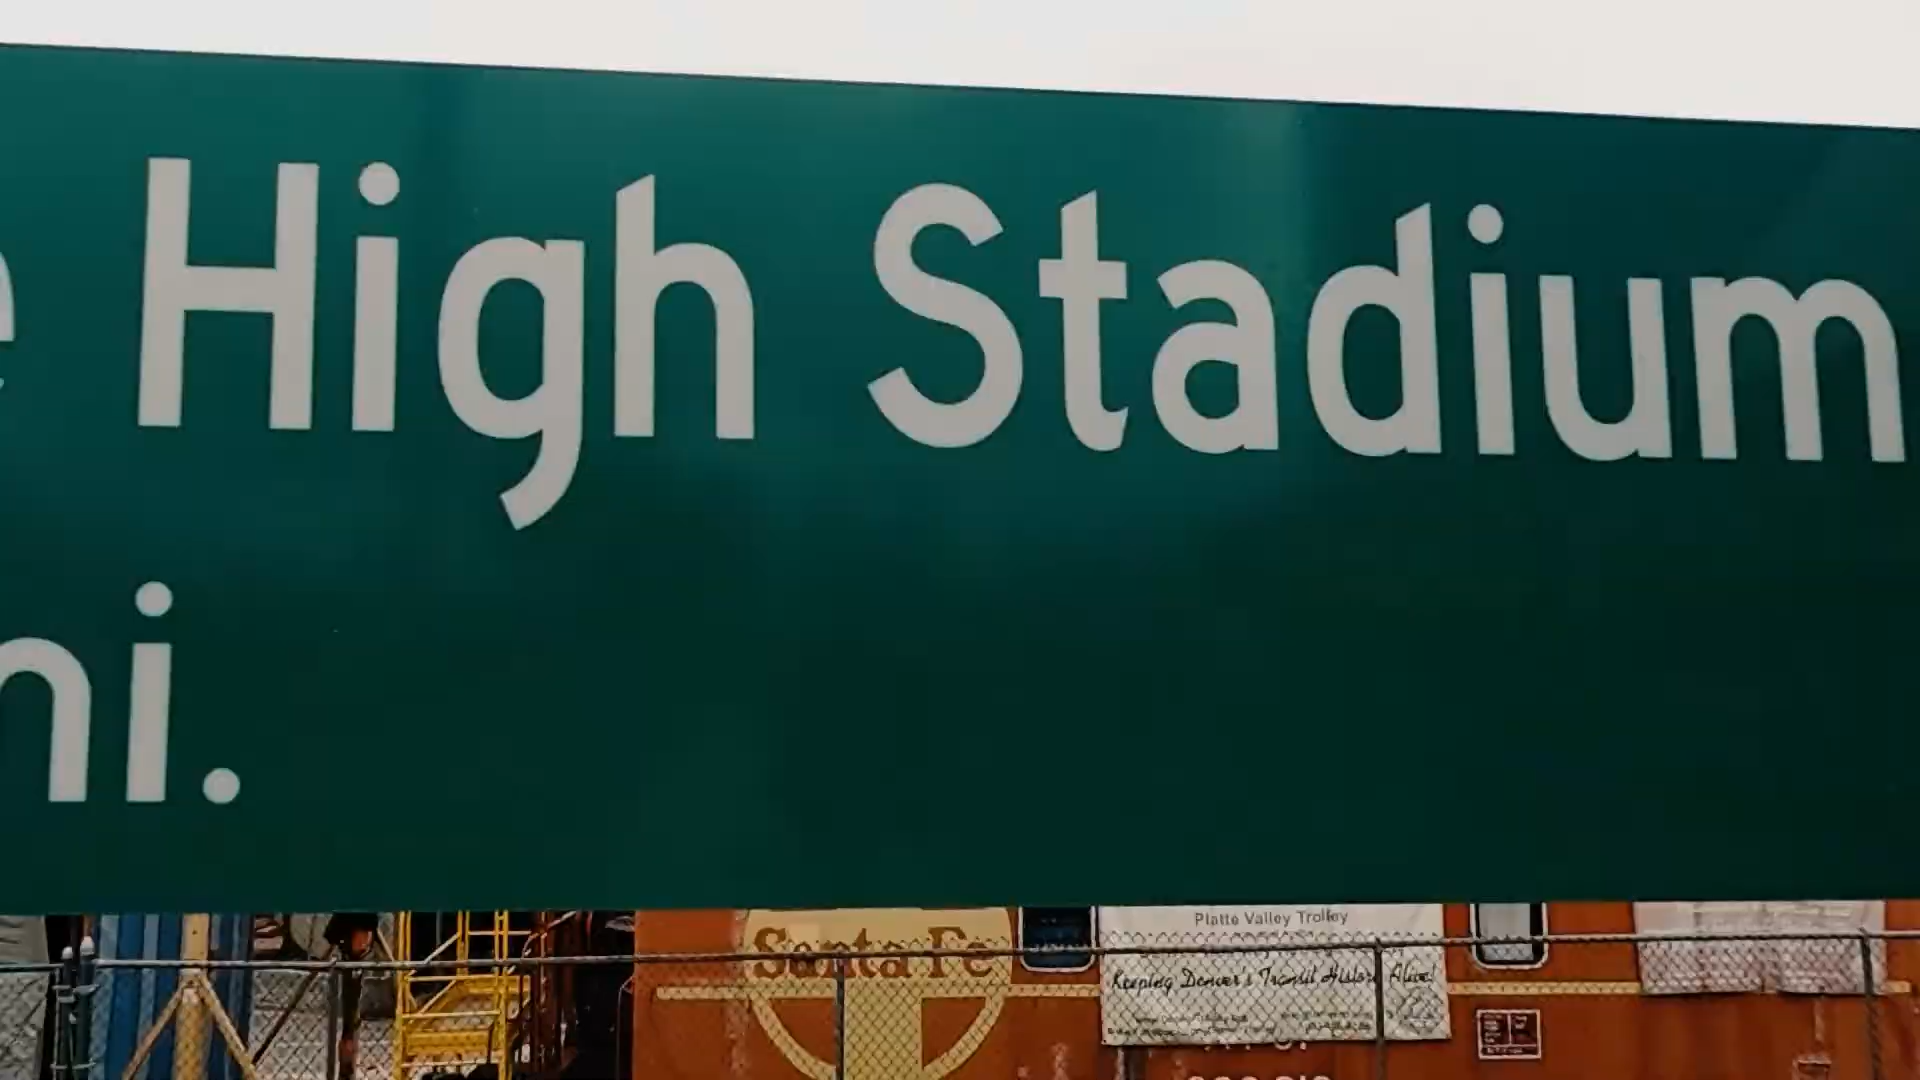 High Stadium
mi.
Santa Fe
Platte Valley Trolley
Keeping Denver's Transit History Alive!